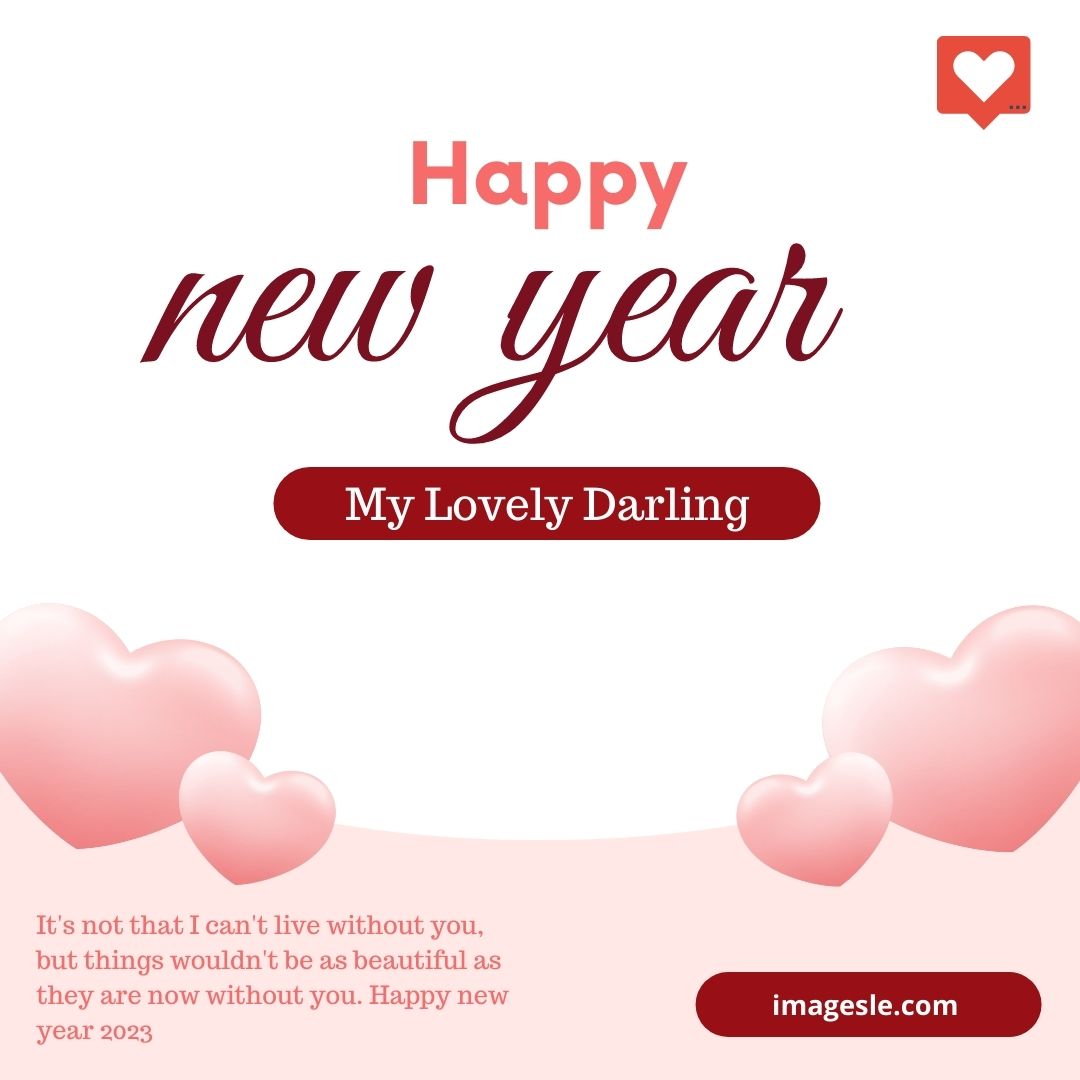 Happy
new year
My Lovely Darling
It's not that I can't live without you,
but things wouldn't be as beautiful as
they are now without you. Happy new
year 2023
imagesle.com